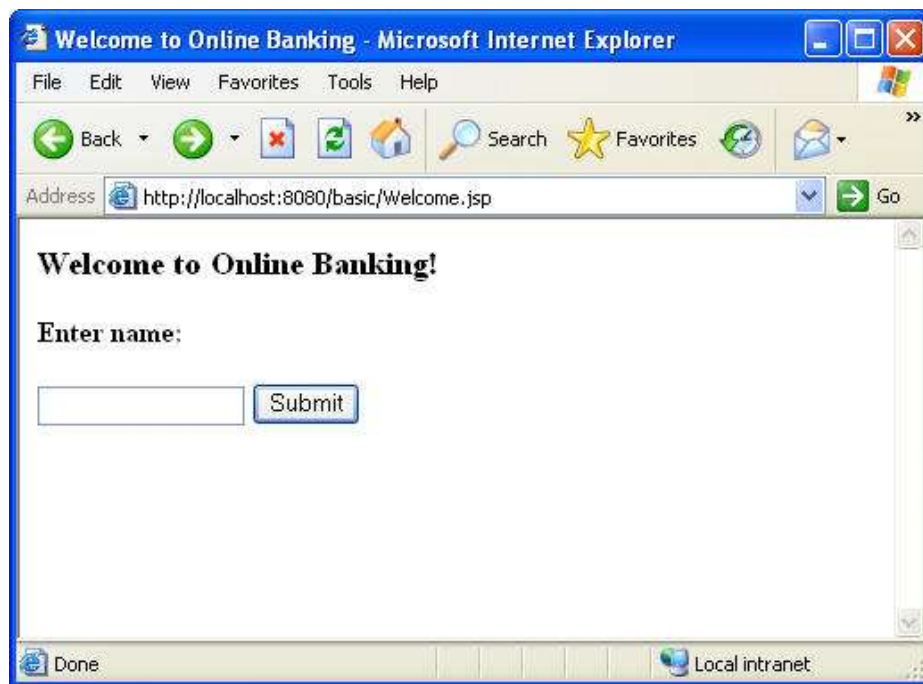 Welcome to Online Banking - Microsoft Internet Explorer
File Edit View Favorites Tools Help
Back Search Favorites »
Address http://localhost:8080/basic/Welcome.jsp Go
Welcome to Online Banking!
Enter name:
Submit
Done Local intranet